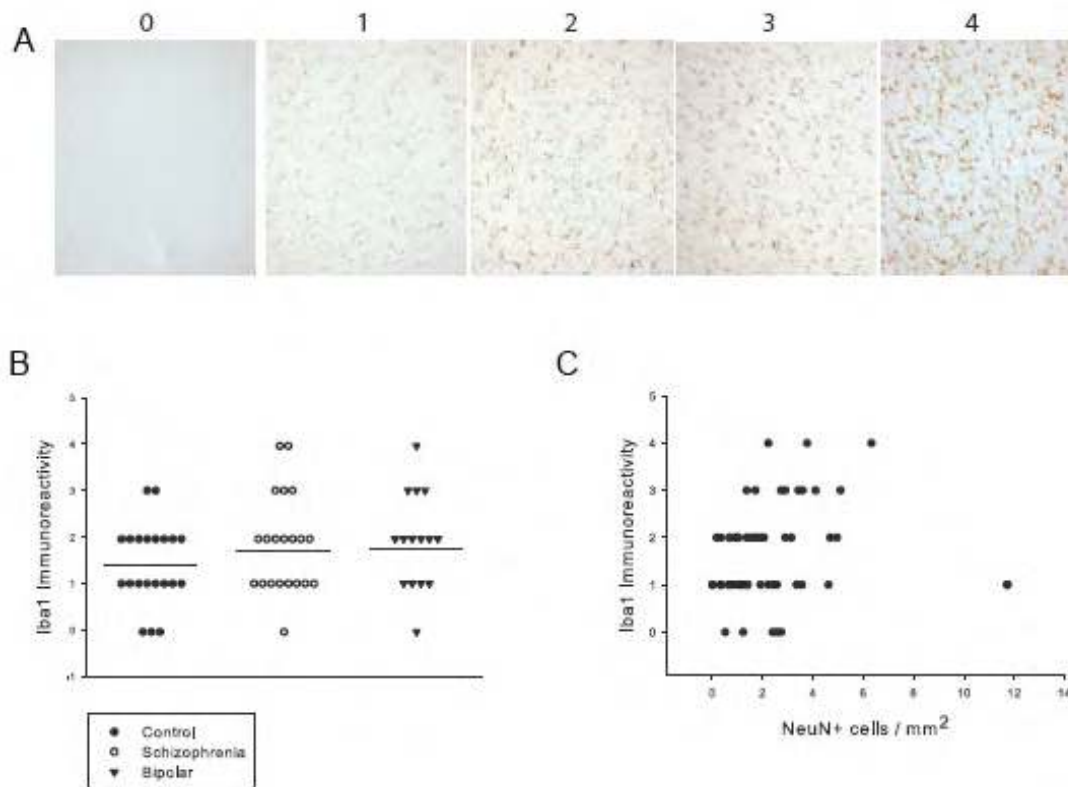 A
0 1 2 3 4
B
Iba1 Immunoreactivity
5
4
3
2
1
0
-1
Control
Schizophrenia
Bipolar
C
Iba1 Immunoreactivity
5
4
3
2
1
0
0 2 4 6 8 10 12 14
NeuN+ cells / mm²